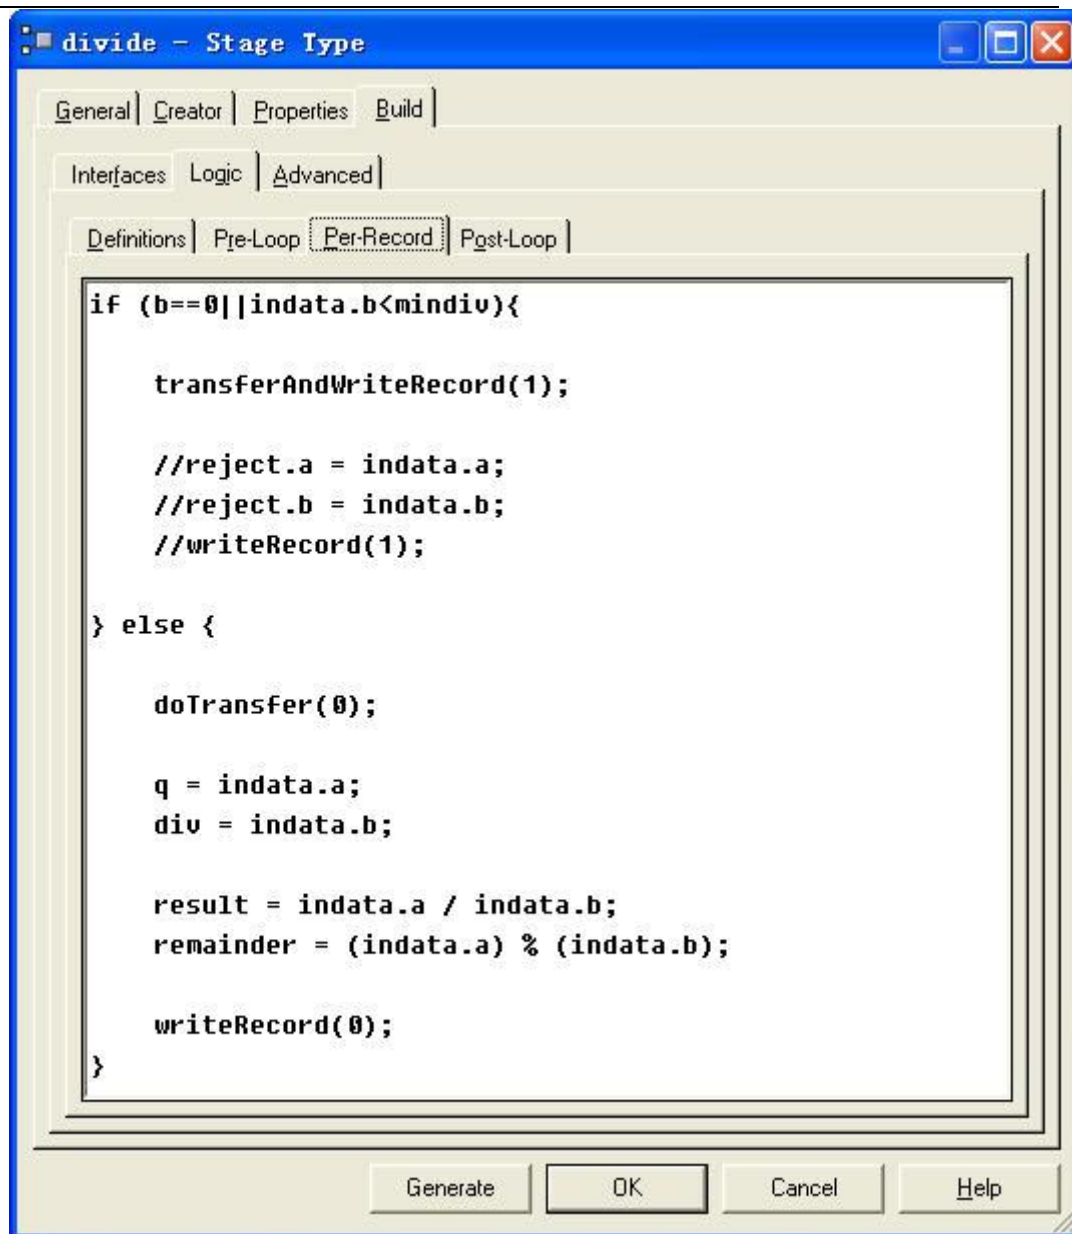 divide - Stage Type
General Creator Properties Build
Interfaces Logic Advanced
Definitions Pre-Loop Per-Record Post-Loop
if (b==0||indata.b<mindiv){
transferAndWriteRecord(1);
//reject.a = indata.a;
//reject.b = indata.b;
//writeRecord(1);
} else {
doTransfer(0);
q = indata.a;
div = indata.b;
result = indata.a / indata.b;
remainder = (indata.a) % (indata.b);
writeRecord(0);
}
Generate OK Cancel Help